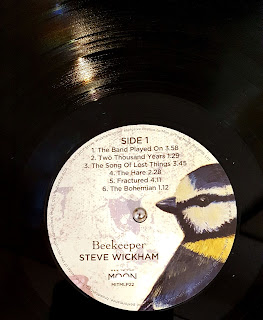 SIDE 1
1. The Band Played On 3.58
2. Two Thousand Years 1.29
3. The Song Of Lost Things 3.45
4. The Hare 2.28
5. Fractured 4.11
6. The Bohemian 1.12
Beekeeper
STEVE WICKHAM
MOON
MITMLP22